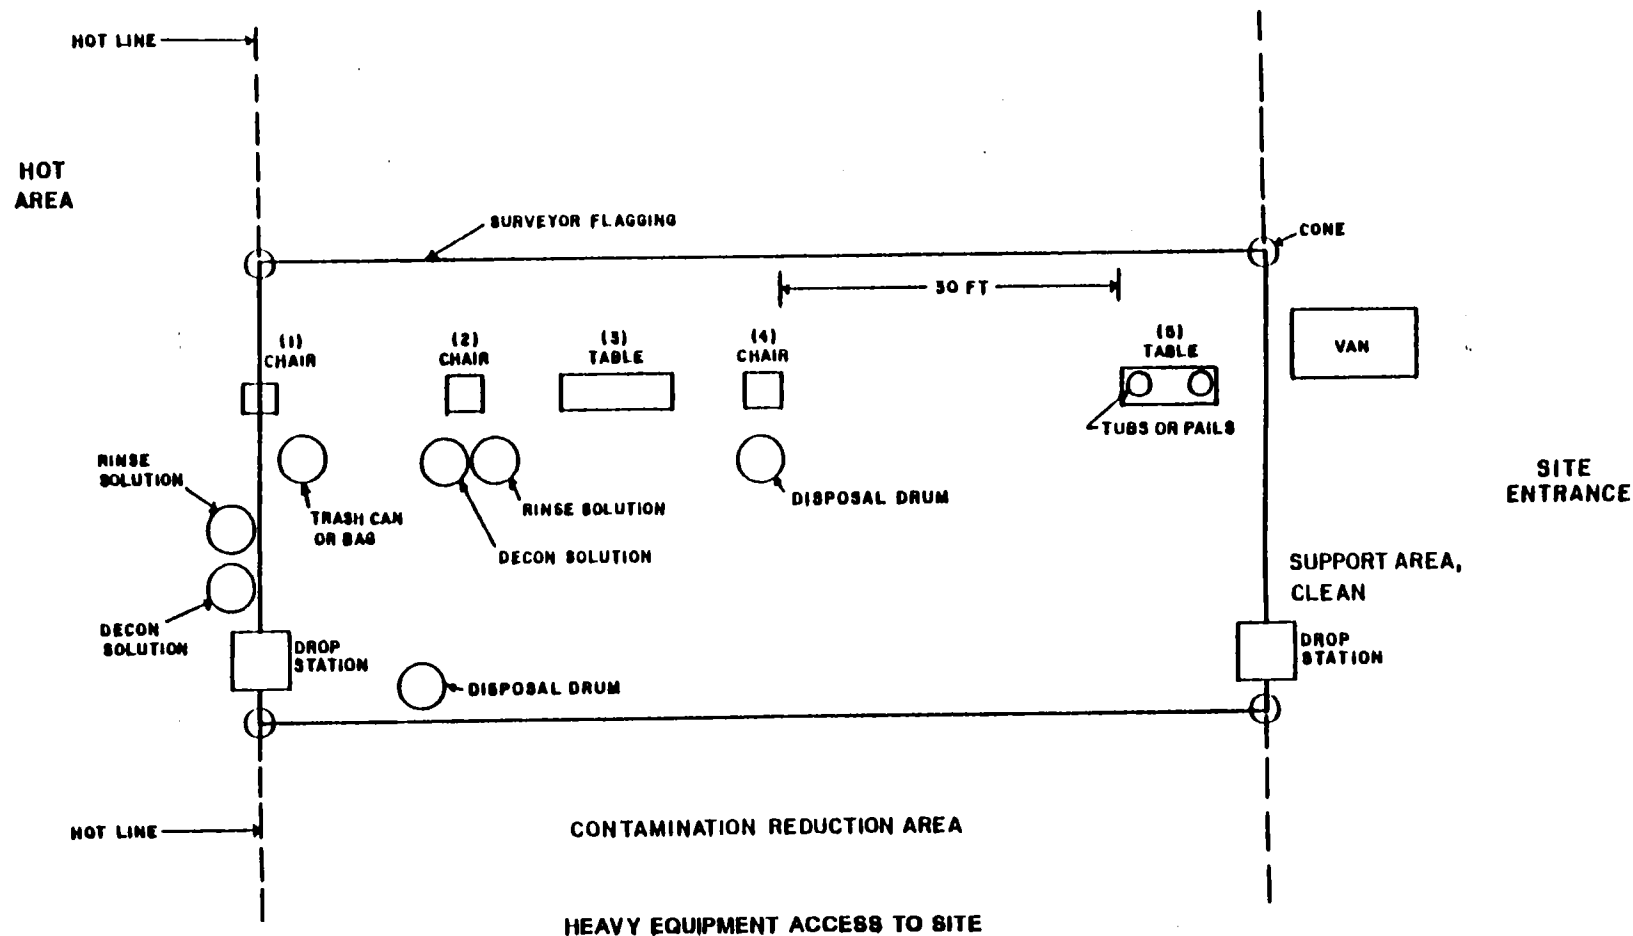 HOT LINE
HOT
AREA
SURVEYOR FLAGGING
CONE
30 FT
(1)
CHAIR
(2)
CHAIR
(3)
TABLE
(4)
CHAIR
(5)
TABLE
VAN
TUBS OR PAILS
RINSE
SOLUTION
TRASH CAN
OR BAG
RINSE SOLUTION
DECON SOLUTION
DISPOSAL DRUM
SITE
ENTRANCE
SUPPORT AREA,
CLEAN
DECON
SOLUTION
DROP
STATION
DISPOSAL DRUM
DROP
STATION
HOT LINE
CONTAMINATION REDUCTION AREA
HEAVY EQUIPMENT ACCESS TO SITE